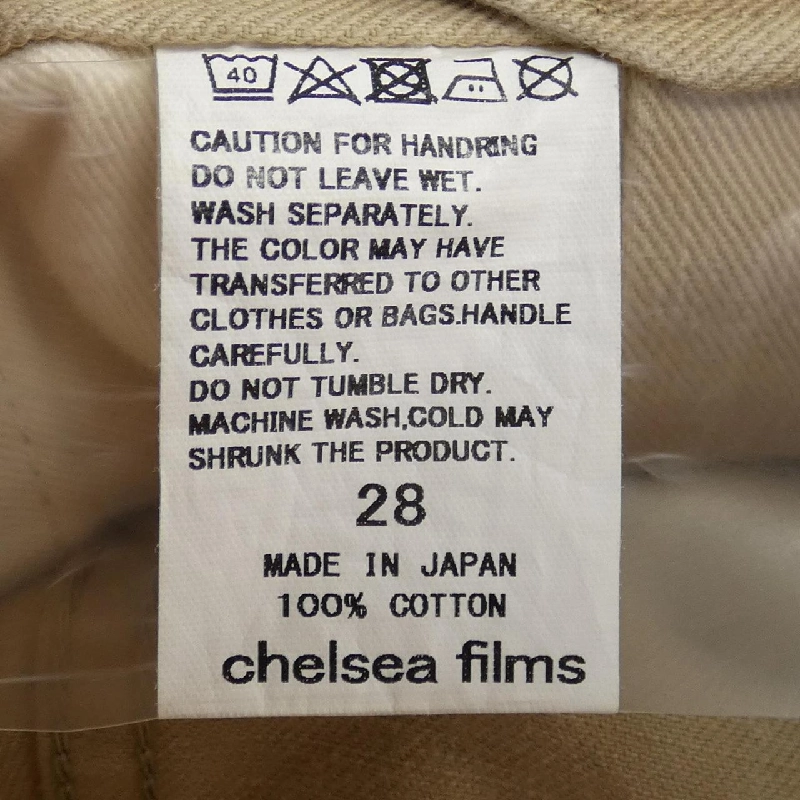 40
CAUTION FOR HANDRING
DO NOT LEAVE WET.
WASH SEPARATELY.
THE COLOR MAY HAVE
TRANSFERRED TO OTHER
CLOTHES OR BAGS.HANDLE
CAREFULLY.
DO NOT TUMBLE DRY.
MACHINE WASH,COLD MAY
SHRUNK THE PRODUCT.
28
MADE IN JAPAN
100% COTTON
chelsea films